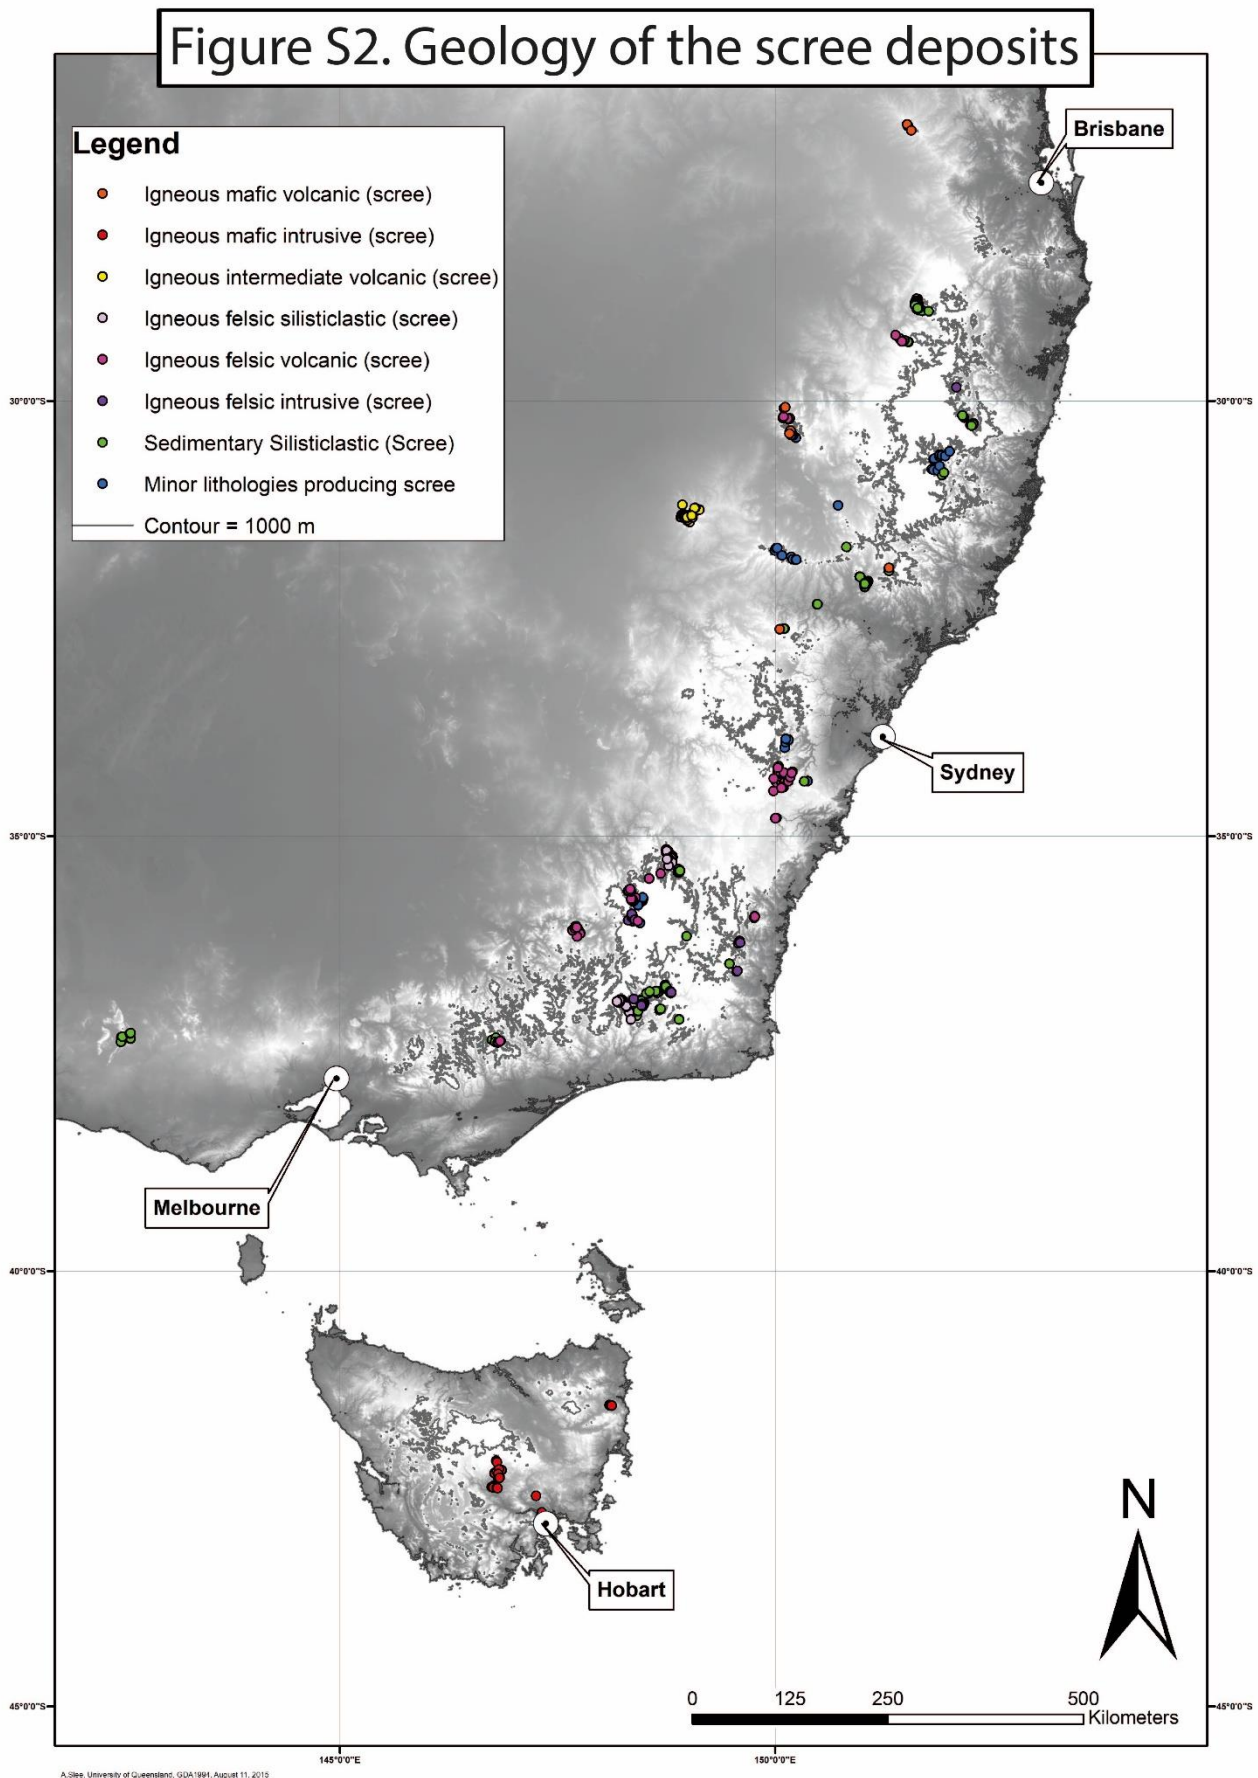 Figure S2. Geology of the scree deposits
Legend
Igneous mafic volcanic (scree)
Igneous mafic intrusive (scree)
Igneous intermediate volcanic (scree)
Igneous felsic silisticlastic (scree)
Igneous felsic volcanic (scree)
Igneous felsic intrusive (scree)
Sedimentary Silisticlastic (Scree)
Minor lithologies producing scree
Contour = 1000 m
Brisbane
30°0'0"S
30°0'0"S
Sydney
35°0'0"S
35°0'0"S
Melbourne
40°0'0"S
40°0'0"S
Hobart
N
0 125 250 500
Kilometers
45°0'0"S
45°0'0"S
145°0'0"E
150°0'0"E
A.Slee, University of Queensland, GDA1994, August 11, 2015